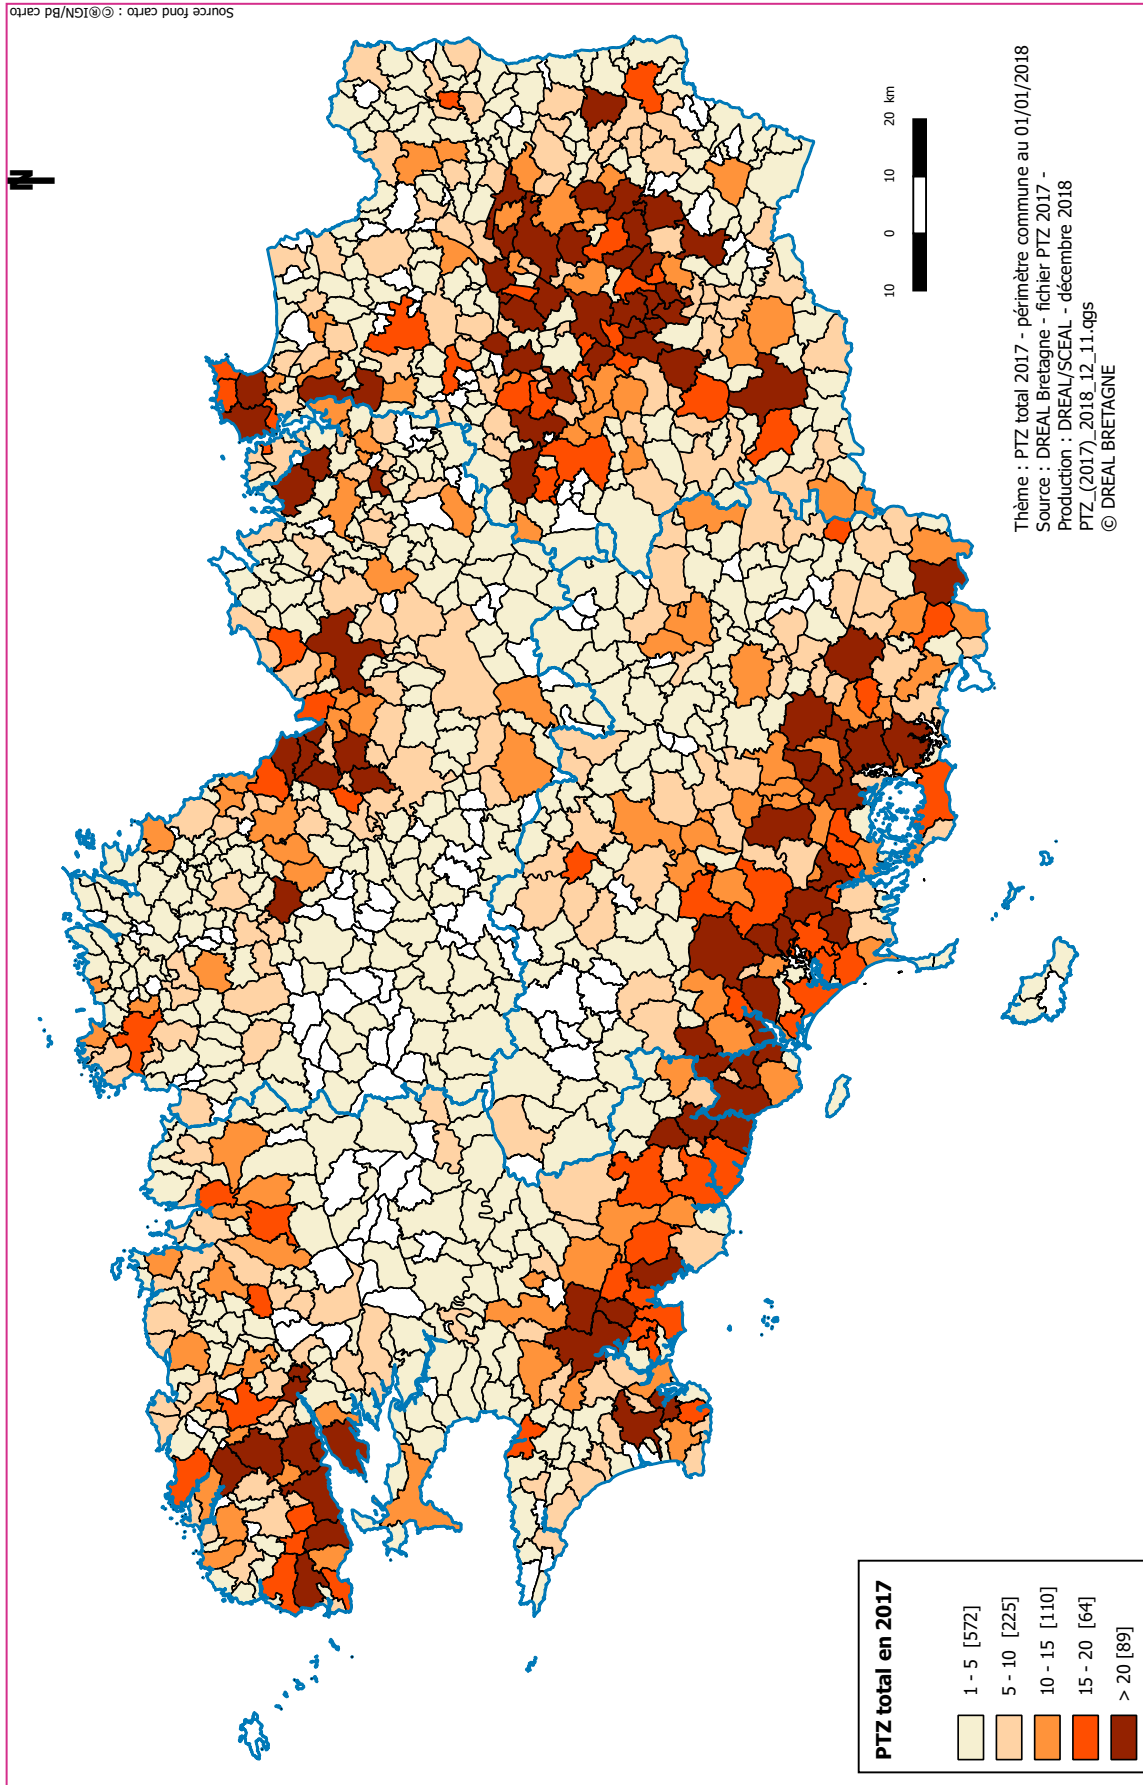 Source fond carto : ©®IGN/Bd carto
N
10 0 10 20 km
Thème : PTZ total 2017 - périmètre commune au 01/01/2018
Source : DREAL Bretagne - fichier PTZ 2017 -
Production : DREAL/SCEAL - décembre 2018
PTZ_(2017)_2018_12_11.qgs
© DREAL BRETAGNE
PTZ total en 2017
1 - 5 [572]
5 - 10 [225]
10 - 15 [110]
15 - 20 [64]
> 20 [89]